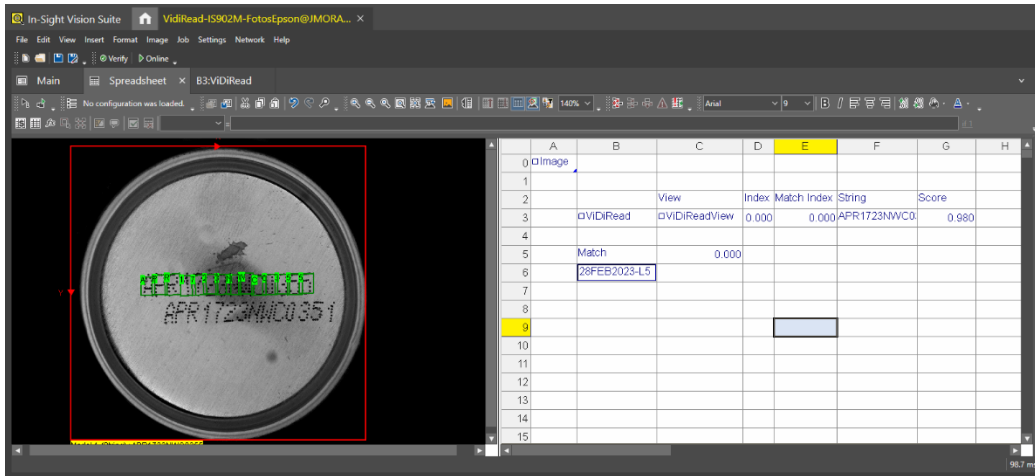 In-Sight Vision Suite
VidiRead-IS902M-FotosEpson@JMORA... ×
File Edit View Insert Format Image Job Settings Network Help
Verify Online
Main Spreadsheet × B3:ViDiRead
No configuration was loaded. 140% Arial 9 B A
=
A B C D E F G H
0 Image
1
2 View Index Match Index String Score
3 ViDiRead ViDiReadView 0.000 0.000 APR1723NWC0 0.980
4
5 Match 0.000
6 28FEB2023-L5
7
8
9
10
11
12
13
14
15
APR1723NWC0351
98.7 ms